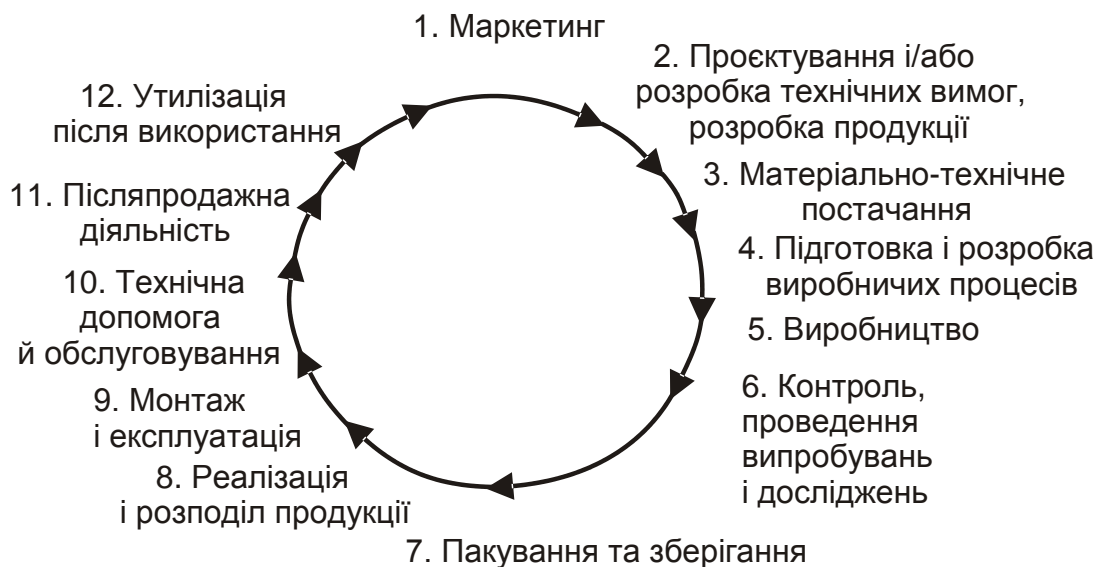 1. Маркетинг
2. Проєктування і/або
розробка технічних вимог,
розробка продукції
3. Матеріально-технічне
постачання
4. Підготовка і розробка
виробничих процесів
5. Виробництво
6. Контроль,
проведення
випробувань
і досліджень
7. Пакування та зберігання
8. Реалізація
і розподіл продукції
9. Монтаж
і експлуатація
10. Технічна
допомога
й обслуговування
11. Післяпродажна
діяльність
12. Утилізація
після використання